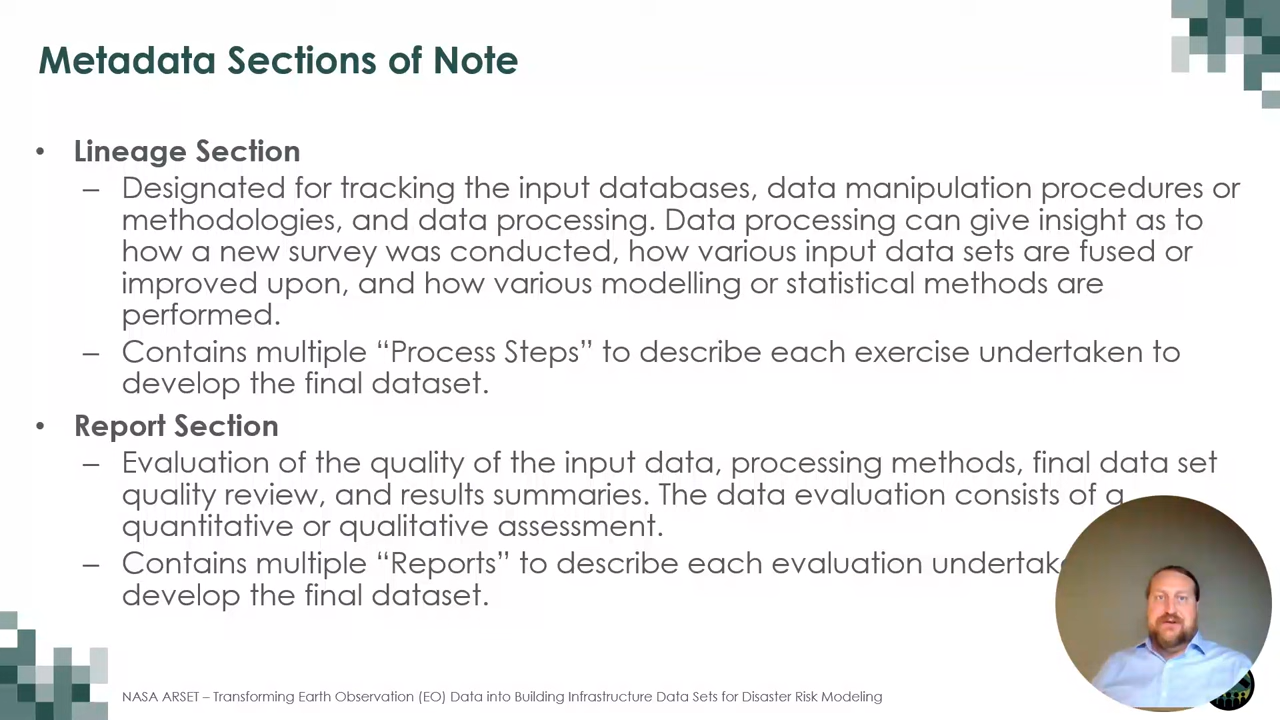 Metadata Sections of Note
• Lineage Section
– Designated for tracking the input databases, data manipulation procedures or
methodologies, and data processing. Data processing can give insight as to
how a new survey was conducted, how various input data sets are fused or
improved upon, and how various modelling or statistical methods are
performed.
– Contains multiple “Process Steps” to describe each exercise undertaken to
develop the final dataset.
• Report Section
– Evaluation of the quality of the input data, processing methods, final data set
quality review, and results summaries. The data evaluation consists of a
quantitative or qualitative assessment.
– Contains multiple “Reports” to describe each evaluation
develop the final dataset.
NASA ARSET – Transforming Earth Observation (EO) Data into Building Infrastructure Data Sets for Disaster Risk Modeling